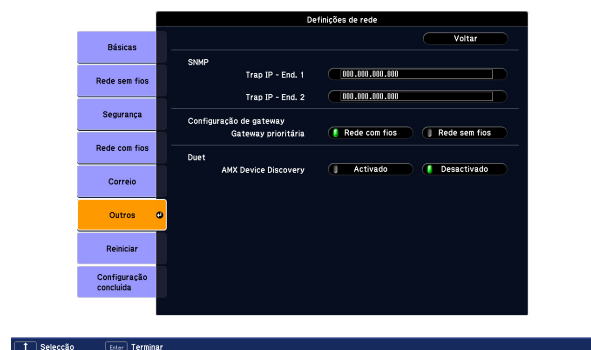 Definições de rede
Voltar
Básicas
Rede sem fios
Segurança
Rede com fios
Correio
Outros
Reiniciar
Configuração
concluida
SNMP
Trap IP - End. 1 000.000.000.000
Trap IP - End. 2 000.000.000.000
Configuração de gateway
Gateway prioritária Rede com fios Rede sem fios
Duet
AMX Device Discovery Activado Desactivado
Selecção Enter Terminar